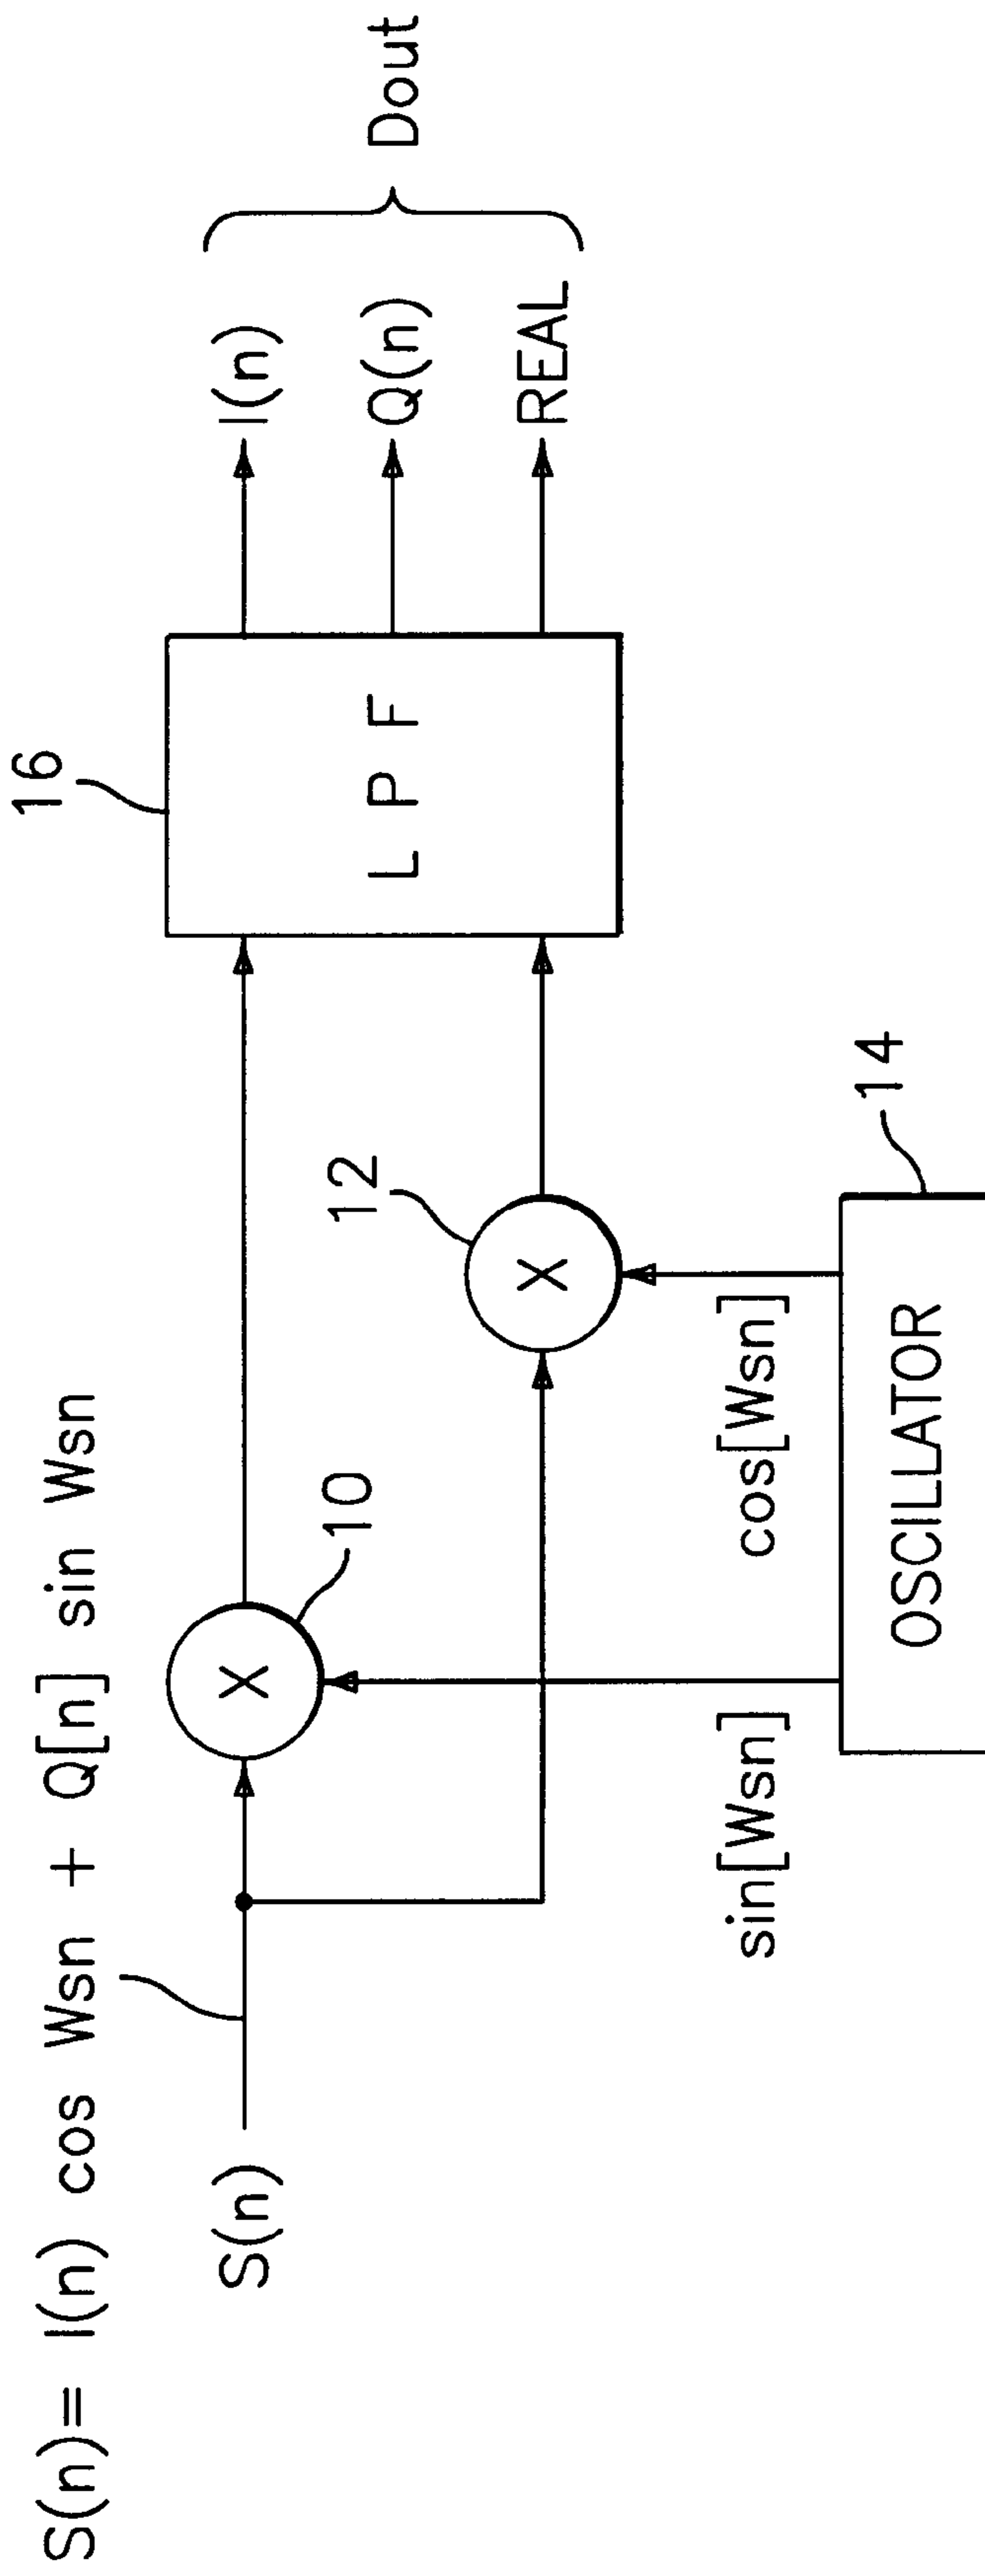 S(n)= I(n) cos Wsn + Q[n] sin Wsn
S(n)
X
10
X
12
sin[Wsn]
cos[Wsn]
OSCILLATOR
14
L P F
16
I(n)
Q(n)
REAL
Dout